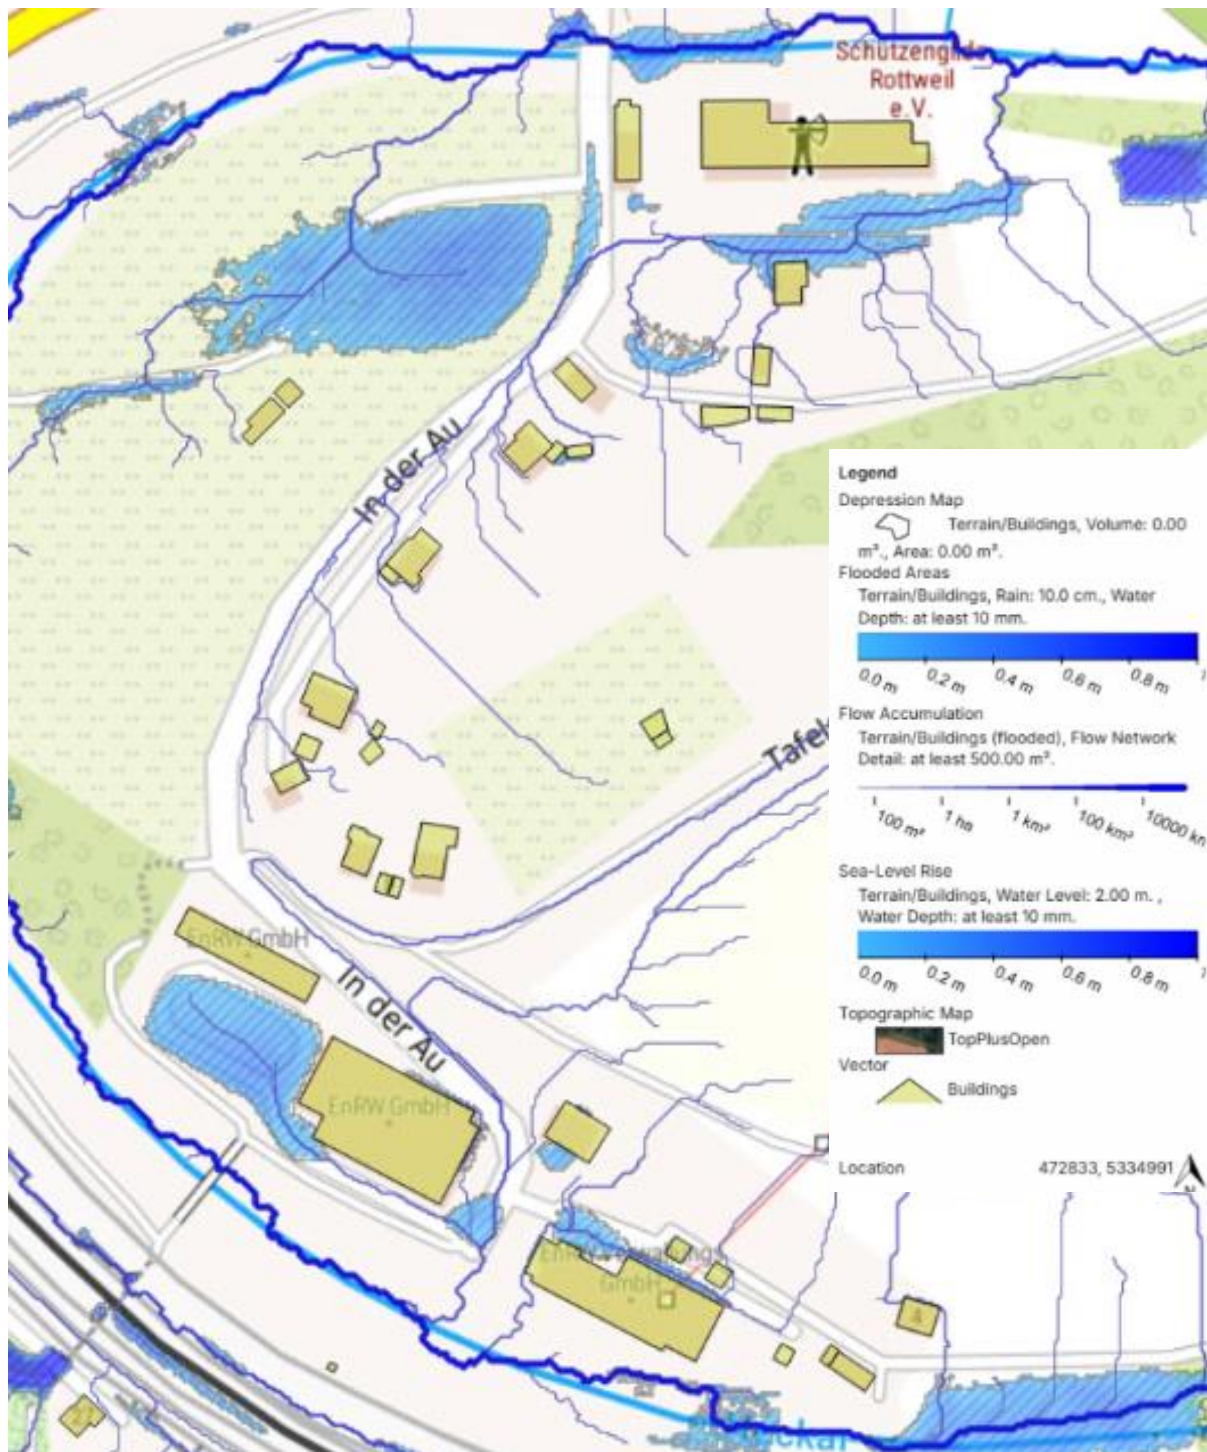 Schützengilde
Rottweil
e.V.
In der Au
Tafel
EnRW GmbH
In der Au
EnRW GmbH
GmbH
Legend
Depression Map
Terrain/Buildings, Volume: 0.00
m³., Area: 0.00 m².
Flooded Areas
Terrain/Buildings, Rain: 10.0 cm., Water
Depth: at least 10 mm.
0.0 m 0.2 m 0.4 m 0.6 m 0.8 m
Flow Accumulation
Terrain/Buildings (flooded), Flow Network
Detail: at least 500.00 m².
100 m² 1 ha 1 km² 100 km² 10000 km
Sea-Level Rise
Terrain/Buildings, Water Level: 2.00 m. ,
Water Depth: at least 10 mm.
0.0 m 0.2 m 0.4 m 0.6 m 0.8 m
Topographic Map
TopPlusOpen
Vector
Buildings
Location 472833, 5334991